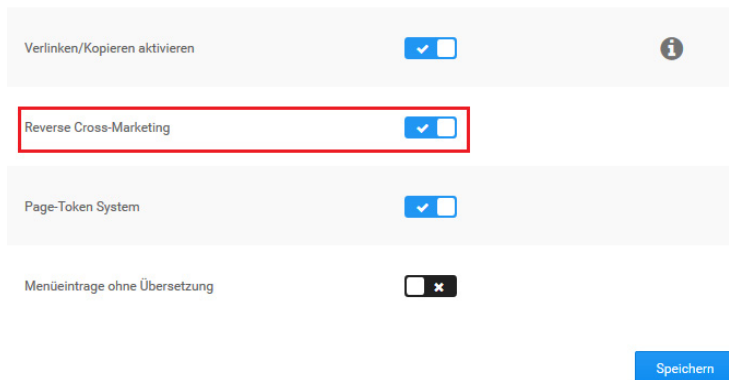 Verlinken/Kopieren aktivieren
Reverse Cross-Marketing
Page-Token System
Menüeintrage ohne Übersetzung
Speichern